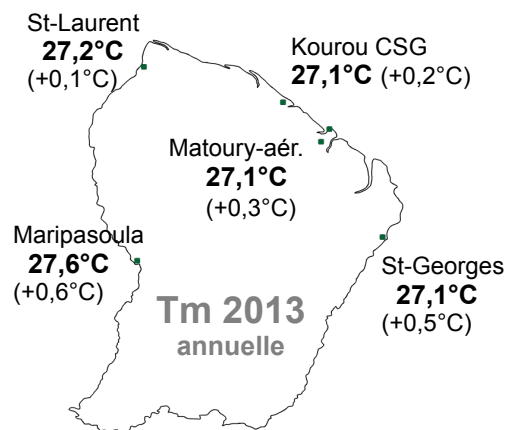 St-Laurent
27,2°C
(+0,1°C)
Kourou CSG
27,1°C (+0,2°C)
Matoury-aér.
27,1°C
(+0,3°C)
Maripasoula
27,6°C
(+0,6°C)
St-Georges
27,1°C
(+0,5°C)
Tm 2013
annuelle